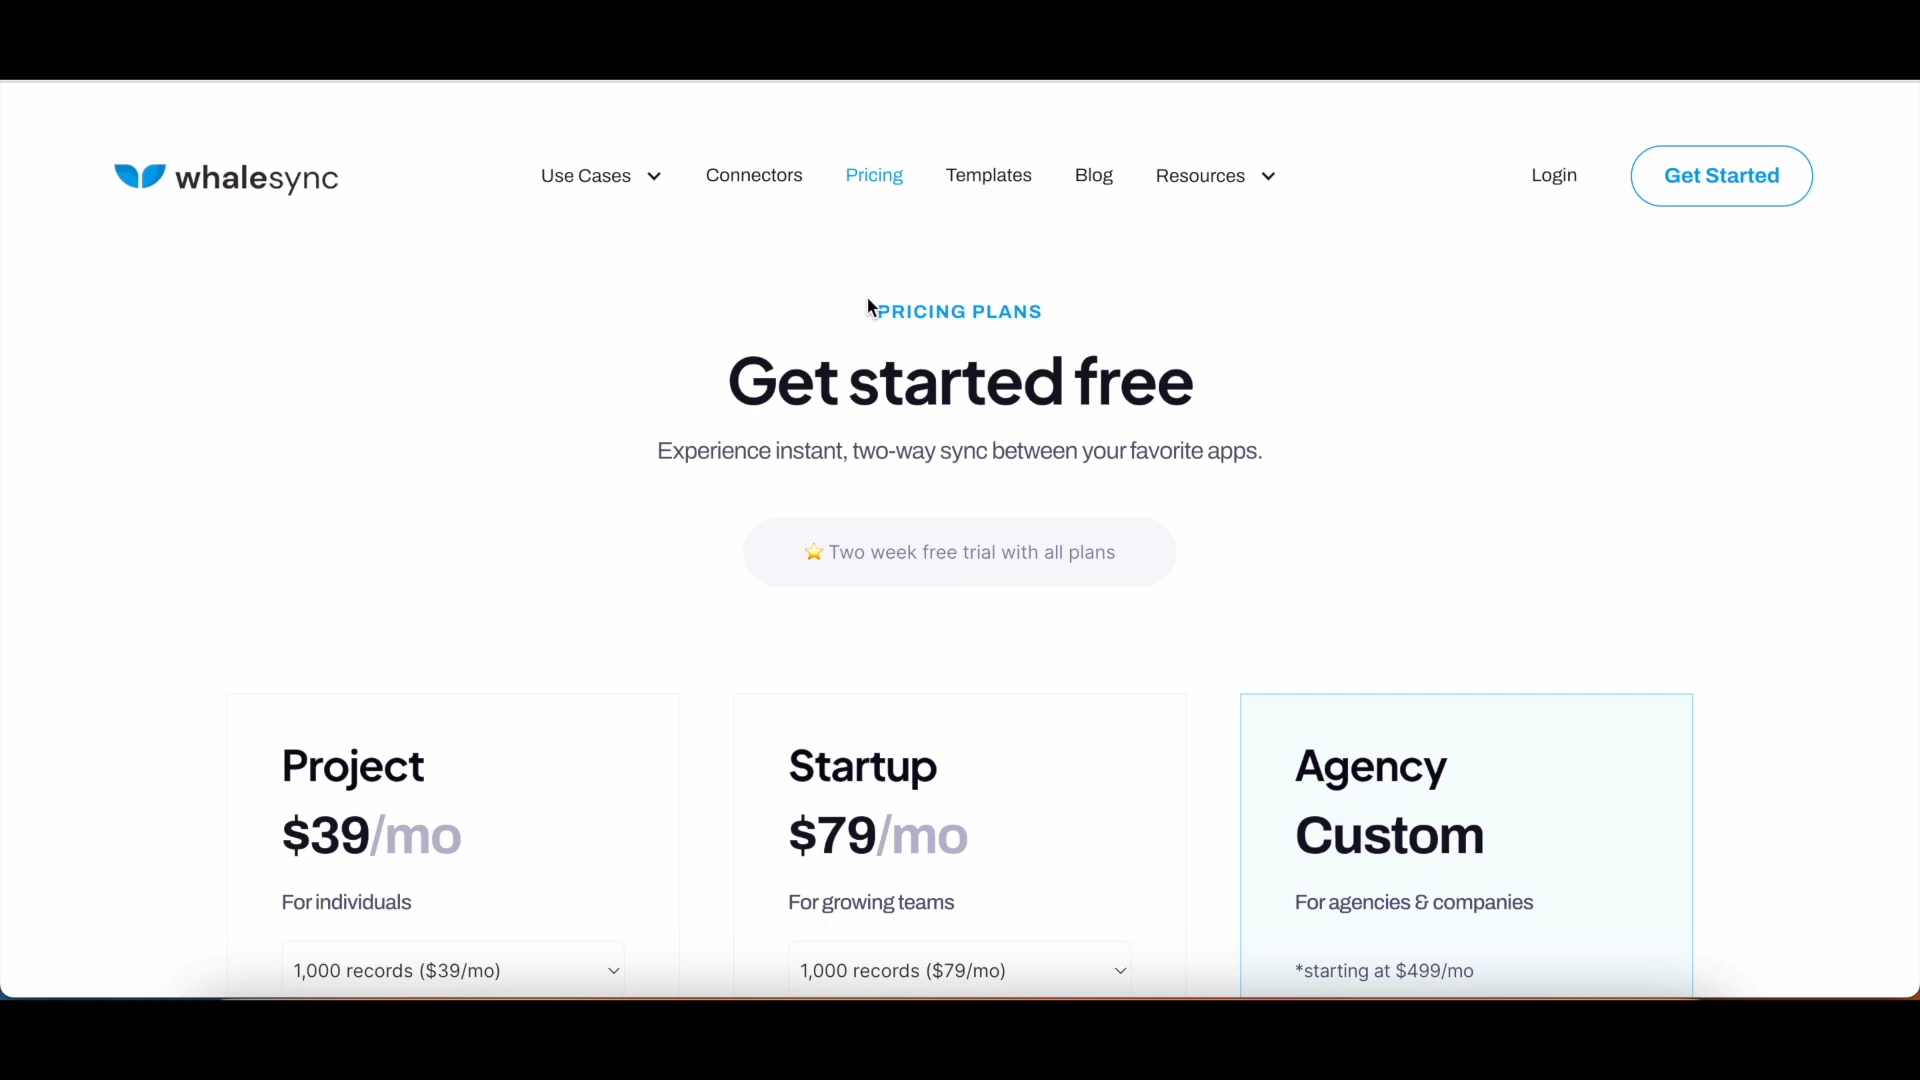 whalesync
Use Cases
Connectors
Pricing
Templates
Blog
Resources
Login
Get Started
PRICING PLANS
Get started free
Experience instant, two-way sync between your favorite apps.
⭐ Two week free trial with all plans
Project
$39/mo
For individuals
1,000 records ($39/mo)
Startup
$79/mo
For growing teams
1,000 records ($79/mo)
Agency
Custom
For agencies & companies
*starting at $499/mo